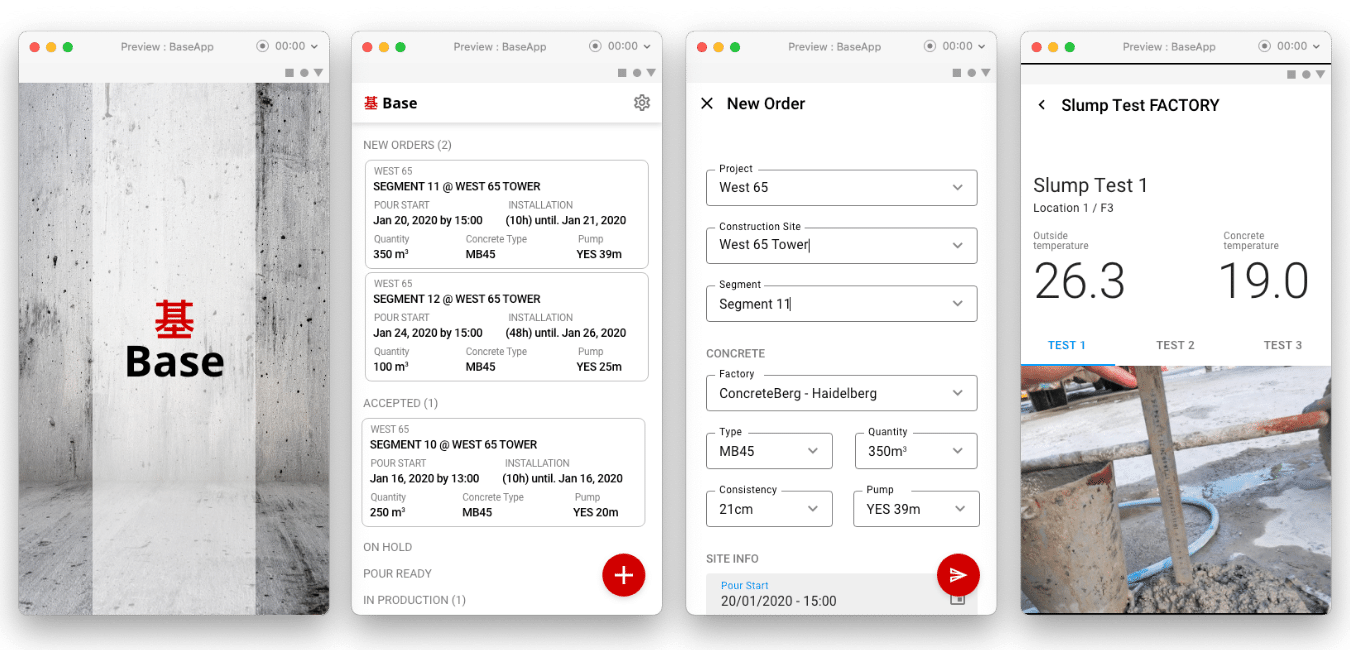 Preview : BaseApp 00:00
基
Base
Preview : BaseApp 00:00
基 Base
NEW ORDERS (2)
WEST 65
SEGMENT 11 @ WEST 65 TOWER
POUR START INSTALLATION
Jan 20, 2020 by 15:00 (10h) until. Jan 21, 2020
Quantity Concrete Type Pump
350 m³ MB45 YES 39m
WEST 65
SEGMENT 12 @ WEST 65 TOWER
POUR START INSTALLATION
Jan 24, 2020 by 15:00 (48h) until. Jan 26, 2020
Quantity Concrete Type Pump
100 m³ MB45 YES 25m
ACCEPTED (1)
WEST 65
SEGMENT 10 @ WEST 65 TOWER
POUR START INSTALLATION
Jan 16, 2020 by 13:00 (10h) until. Jan 16, 2020
Quantity Concrete Type Pump
250 m³ MB45 YES 20m
ON HOLD
POUR READY
IN PRODUCTION (1)
Preview : BaseApp 00:00
New Order
Project
West 65
Construction Site
West 65 Tower
Segment
Segment 11
CONCRETE
Factory
ConcreteBerg - Haidelberg
Type Quantity
MB45 350m³
Consistency Pump
21cm YES 39m
SITE INFO
Pour Start
20/01/2020 - 15:00
Preview : BaseApp 00:00
Slump Test FACTORY
Slump Test 1
Location 1 / F3
Outside Concrete
temperature temperature
26.3 19.0
TEST 1 TEST 2 TEST 3